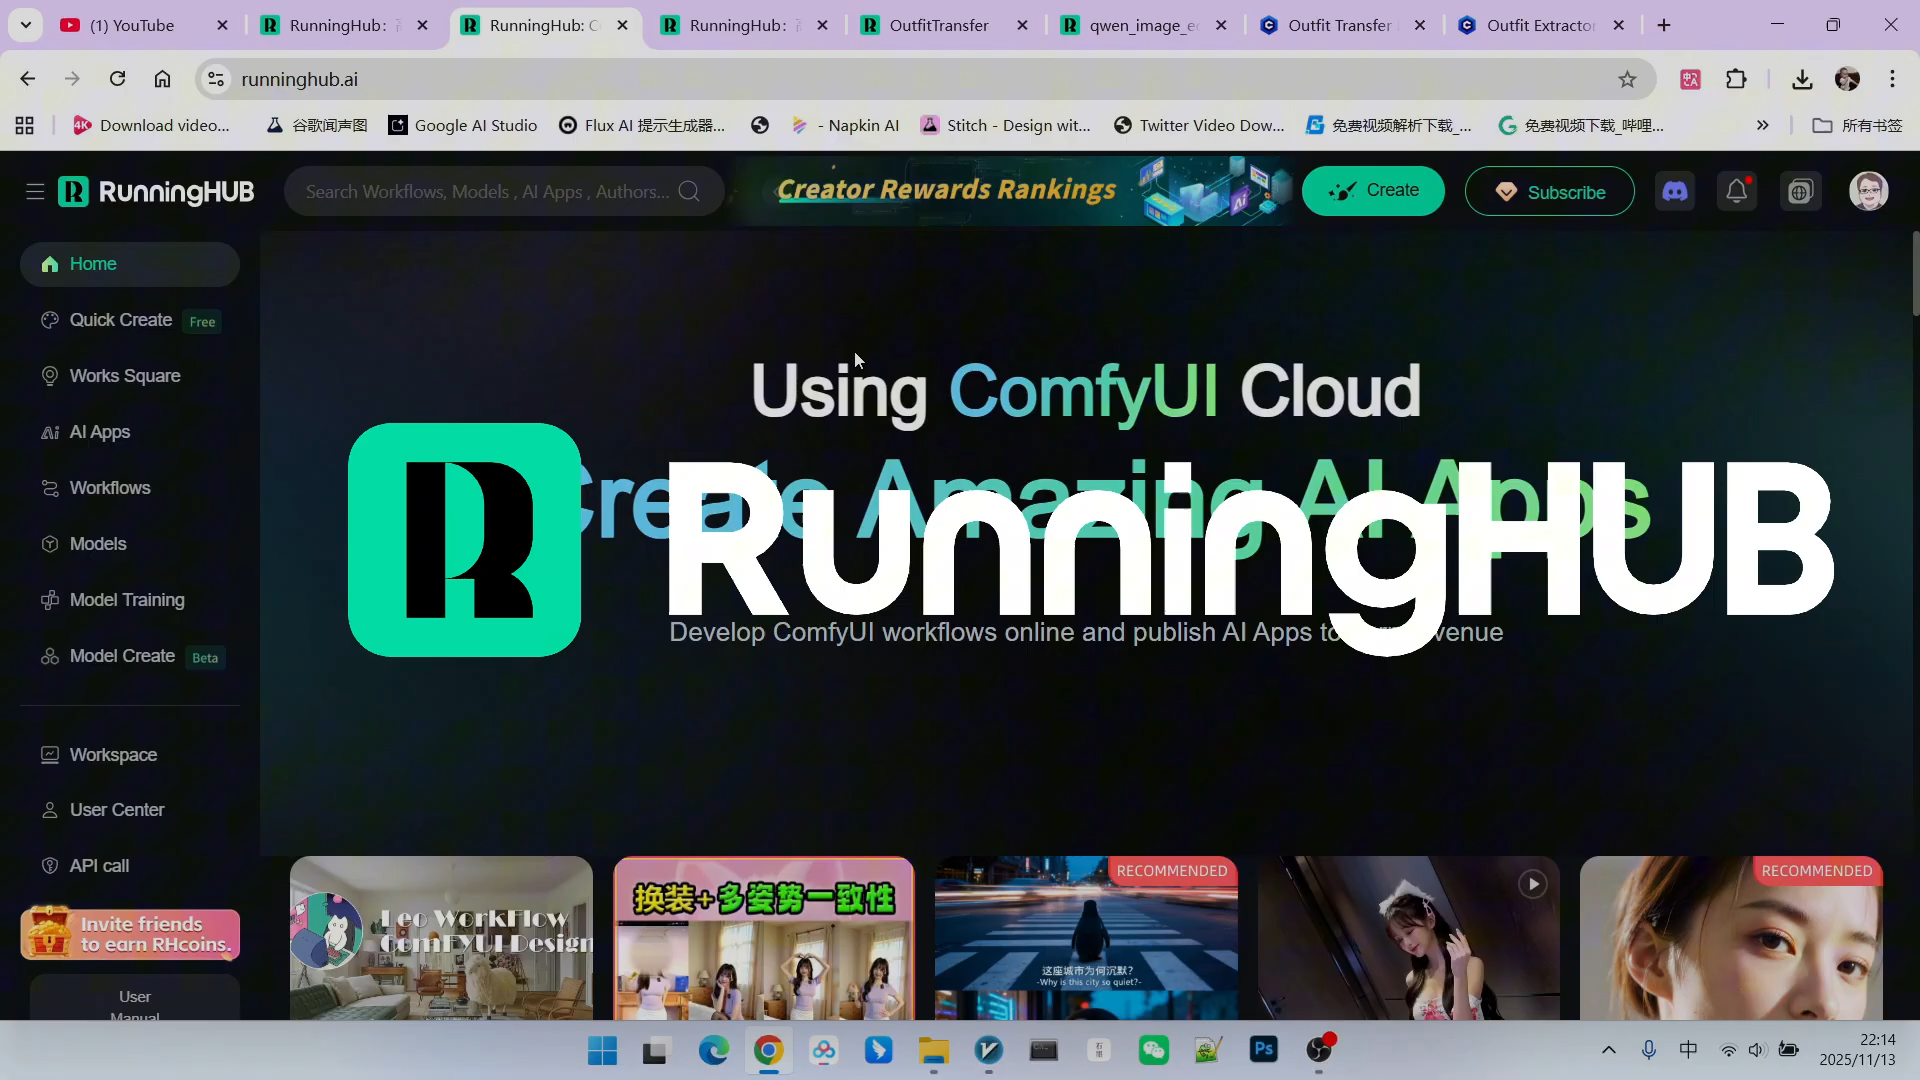 (1) YouTube
RunningHub:
RunningHub: C
RunningHub:
OutfitTransfer
qwen_image_e
Outfit Transfer
Outfit Extractor
runninghub.ai
Download video...
谷歌闻声图
Google AI Studio
Flux AI 提示生成器...
- Napkin AI
Stitch - Design wit...
Twitter Video Dow...
免费视频解析下载_...
免费视频下载_哔哩...
所有书签
RunningHUB
Search Workflows, Models , AI Apps , Authors...
Creator Rewards Rankings
Create
Subscribe
Home
Quick Create Free
Works Square
AI Apps
Workflows
Models
Model Training
Model Create Beta
Workspace
User Center
API call
Invite friends
to earn RHcoins.
User
Manual
Using ComfyUI Cloud
Create Amazing AI Apps
RunningHUB
Develop ComfyUI workflows online and publish AI Apps to venue
Leo WorkFlow
ComFYUI Design
换装+多姿势一致性
RECOMMENDED
这座城市为何沉默?
-Why is this city so quiet?-
RECOMMENDED
Ps
中
22:14
2025/11/13